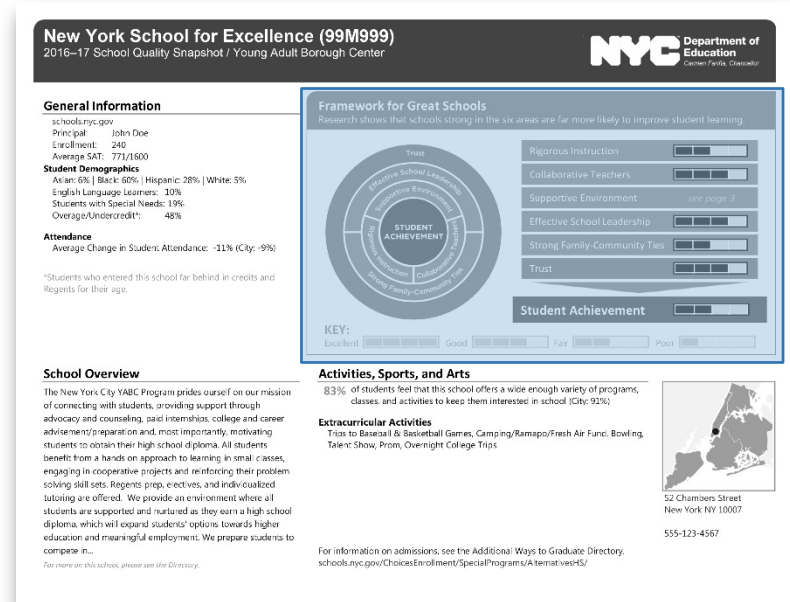 New York School for Excellence (99M999)
2016–17 School Quality Snapshot / Young Adult Borough Center
NYC Department of
Education
Carmen Fariña, Chancellor
General Information
schools.nyc.gov
Principal: John Doe
Enrollment: 240
Average SAT: 771/1600
Student Demographics
Asian: 6% | Black: 60% | Hispanic: 28% | White: 5%
English Language Learners: 10%
Students with Special Needs: 19%
Overage/Undercredit*: 48%
Attendance
Average Change in Student Attendance: -11% (City: -9%)
*Students who entered this school far behind in credits and
Regents for their age.
Framework for Great Schools
Research shows that schools strong in the six areas are far more likely to improve student learning.
Trust
Effective School Leadership
Supportive Environment
STUDENT
ACHIEVEMENT
Rigorous Instruction
Collaborative Teachers
Strong Family-Community Ties
Rigorous Instruction
Collaborative Teachers
Supportive Environment see page 3
Effective School Leadership
Strong Family-Community Ties
Trust
Student Achievement
KEY:
Excellent Good Fair Poor
School Overview
The New York City YABC Program prides ourself on our mission
of connecting with students, providing support through
advocacy and counseling, paid internships, college and career
advisement/preparation and, most importantly, motivating
students to obtain their high school diploma. All students
benefit from a hands on approach to learning in small classes,
engaging in cooperative projects and reinforcing their problem
solving skill sets. Regents prep, electives, and individualized
tutoring are offered. We provide an environment where all
students are supported and nurtured as they earn a high school
diploma, which will expand students' options towards higher
education and meaningful employment. We prepare students to
compete in...
For more on this school, please see the Directory.
Activities, Sports, and Arts
83% of students feel that this school offers a wide enough variety of programs,
classes, and activities to keep them interested in school (City: 91%)
Extracurricular Activities
Trips to Baseball & Basketball Games, Camping/Ramapo/Fresh Air Fund, Bowling,
Talent Show, Prom, Overnight College Trips
For information on admissions, see the Additional Ways to Graduate Directory.
schools.nyc.gov/ChoicesEnrollment/SpecialPrograms/AlternativesHS/
52 Chambers Street
New York NY 10007
555-123-4567